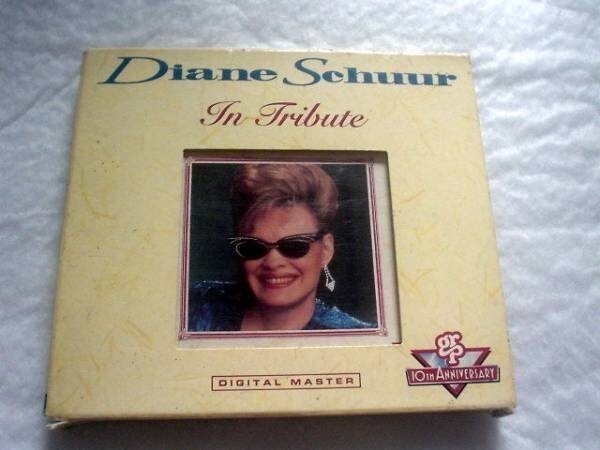 Diane Schuur
In Tribute
DIGITAL MASTER
grp
10TH ANNIVERSARY